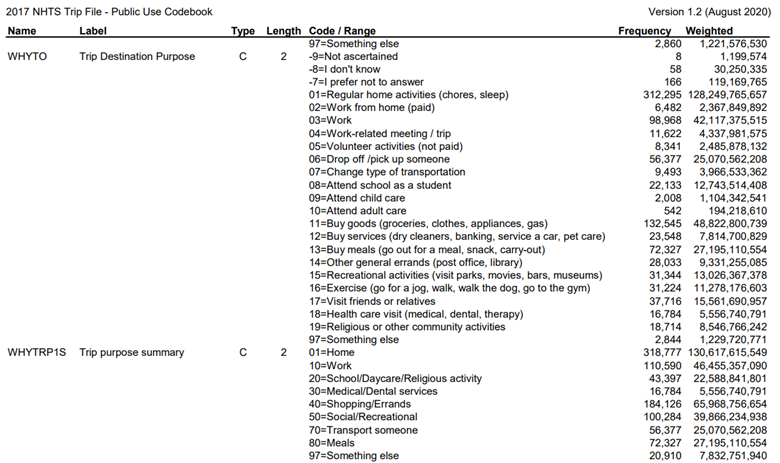 2017 NHTS Trip File - Public Use Codebook Version 1.2 (August 2020)
Name Label Type Length Code / Range Frequency Weighted
97=Something else 2,860 1,221,576,530
WHYTO Trip Destination Purpose C 2 -9=Not ascertained 8 1,199,574
-8=I don't know 58 30,250,335
-7=I prefer not to answer 166 119,169,765
01=Regular home activities (chores, sleep) 312,295 128,249,765,657
02=Work from home (paid) 6,482 2,367,849,892
03=Work 98,968 42,117,375,515
04=Work-related meeting / trip 11,622 4,337,981,575
05=Volunteer activities (not paid) 8,341 2,485,878,132
06=Drop off /pick up someone 56,377 25,070,562,208
07=Change type of transportation 9,493 3,966,533,362
08=Attend school as a student 22,133 12,743,514,408
09=Attend child care 2,008 1,104,342,541
10=Attend adult care 542 194,218,610
11=Buy goods (groceries, clothes, appliances, gas) 132,545 48,822,800,739
12=Buy services (dry cleaners, banking, service a car, pet care) 23,548 7,814,700,829
13=Buy meals (go out for a meal, snack, carry-out) 72,327 27,195,110,554
14=Other general errands (post office, library) 28,033 9,331,255,085
15=Recreational activities (visit parks, movies, bars, museums) 31,344 13,026,367,378
16=Exercise (go for a jog, walk, walk the dog, go to the gym) 31,224 11,278,176,603
17=Visit friends or relatives 37,716 15,561,690,957
18=Health care visit (medical, dental, therapy) 16,784 5,556,740,791
19=Religious or other community activities 18,714 8,546,766,242
97=Something else 2,844 1,229,720,771
WHYTRP1S Trip purpose summary C 2 01=Home 318,777 130,617,615,549
10=Work 110,590 46,455,357,090
20=School/Daycare/Religious activity 43,397 22,588,841,801
30=Medical/Dental services 16,784 5,556,740,791
40=Shopping/Errands 184,126 65,968,756,654
50=Social/Recreational 100,284 39,866,234,938
70=Transport someone 56,377 25,070,562,208
80=Meals 72,327 27,195,110,554
97=Something else 20,910 7,832,751,940